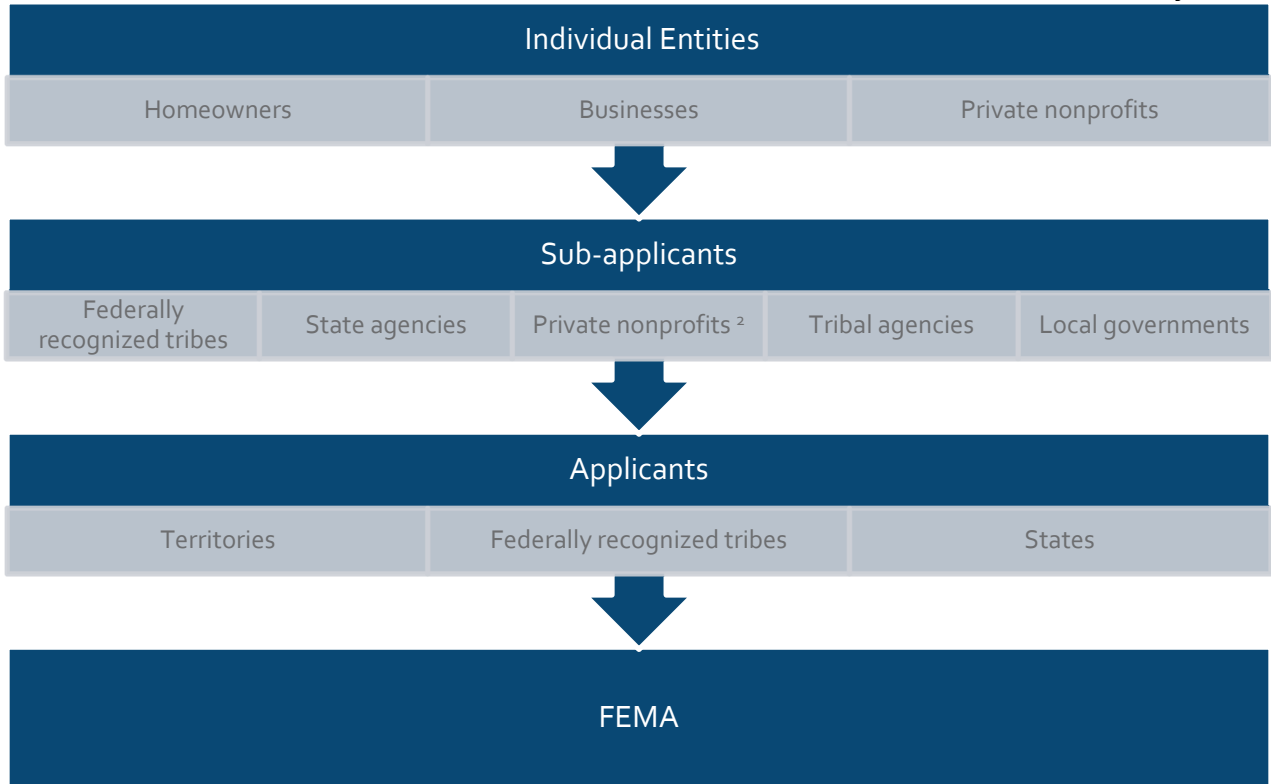 Individual Entities
Homeowners Businesses Private nonprofits
Sub-applicants
Federally
recognized tribes State agencies Private nonprofits ² Tribal agencies Local governments
Applicants
Territories Federally recognized tribes States
FEMA